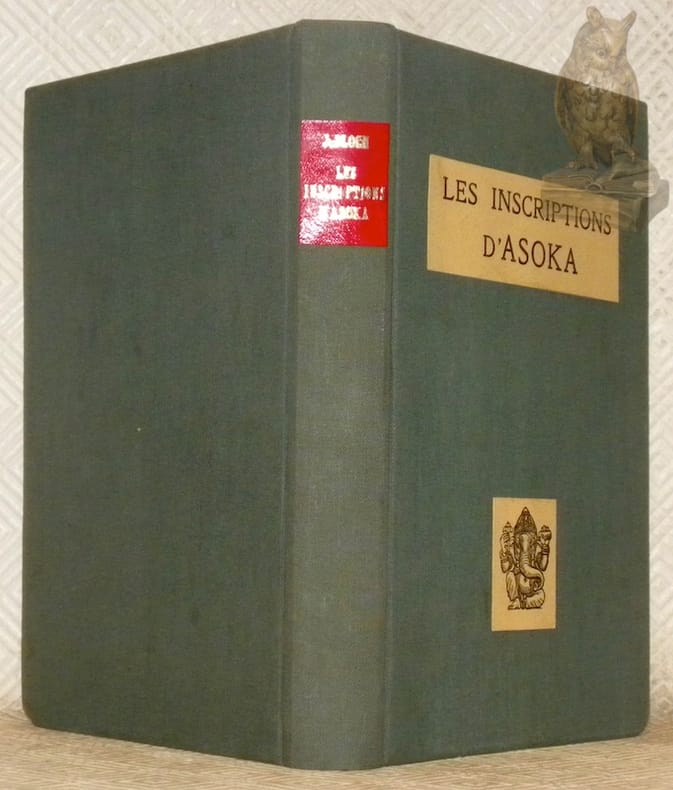 J. BLOCH
LES
INSCRIPTIONS
D'ASOKA
LES INSCRIPTIONS
D'ASOKA